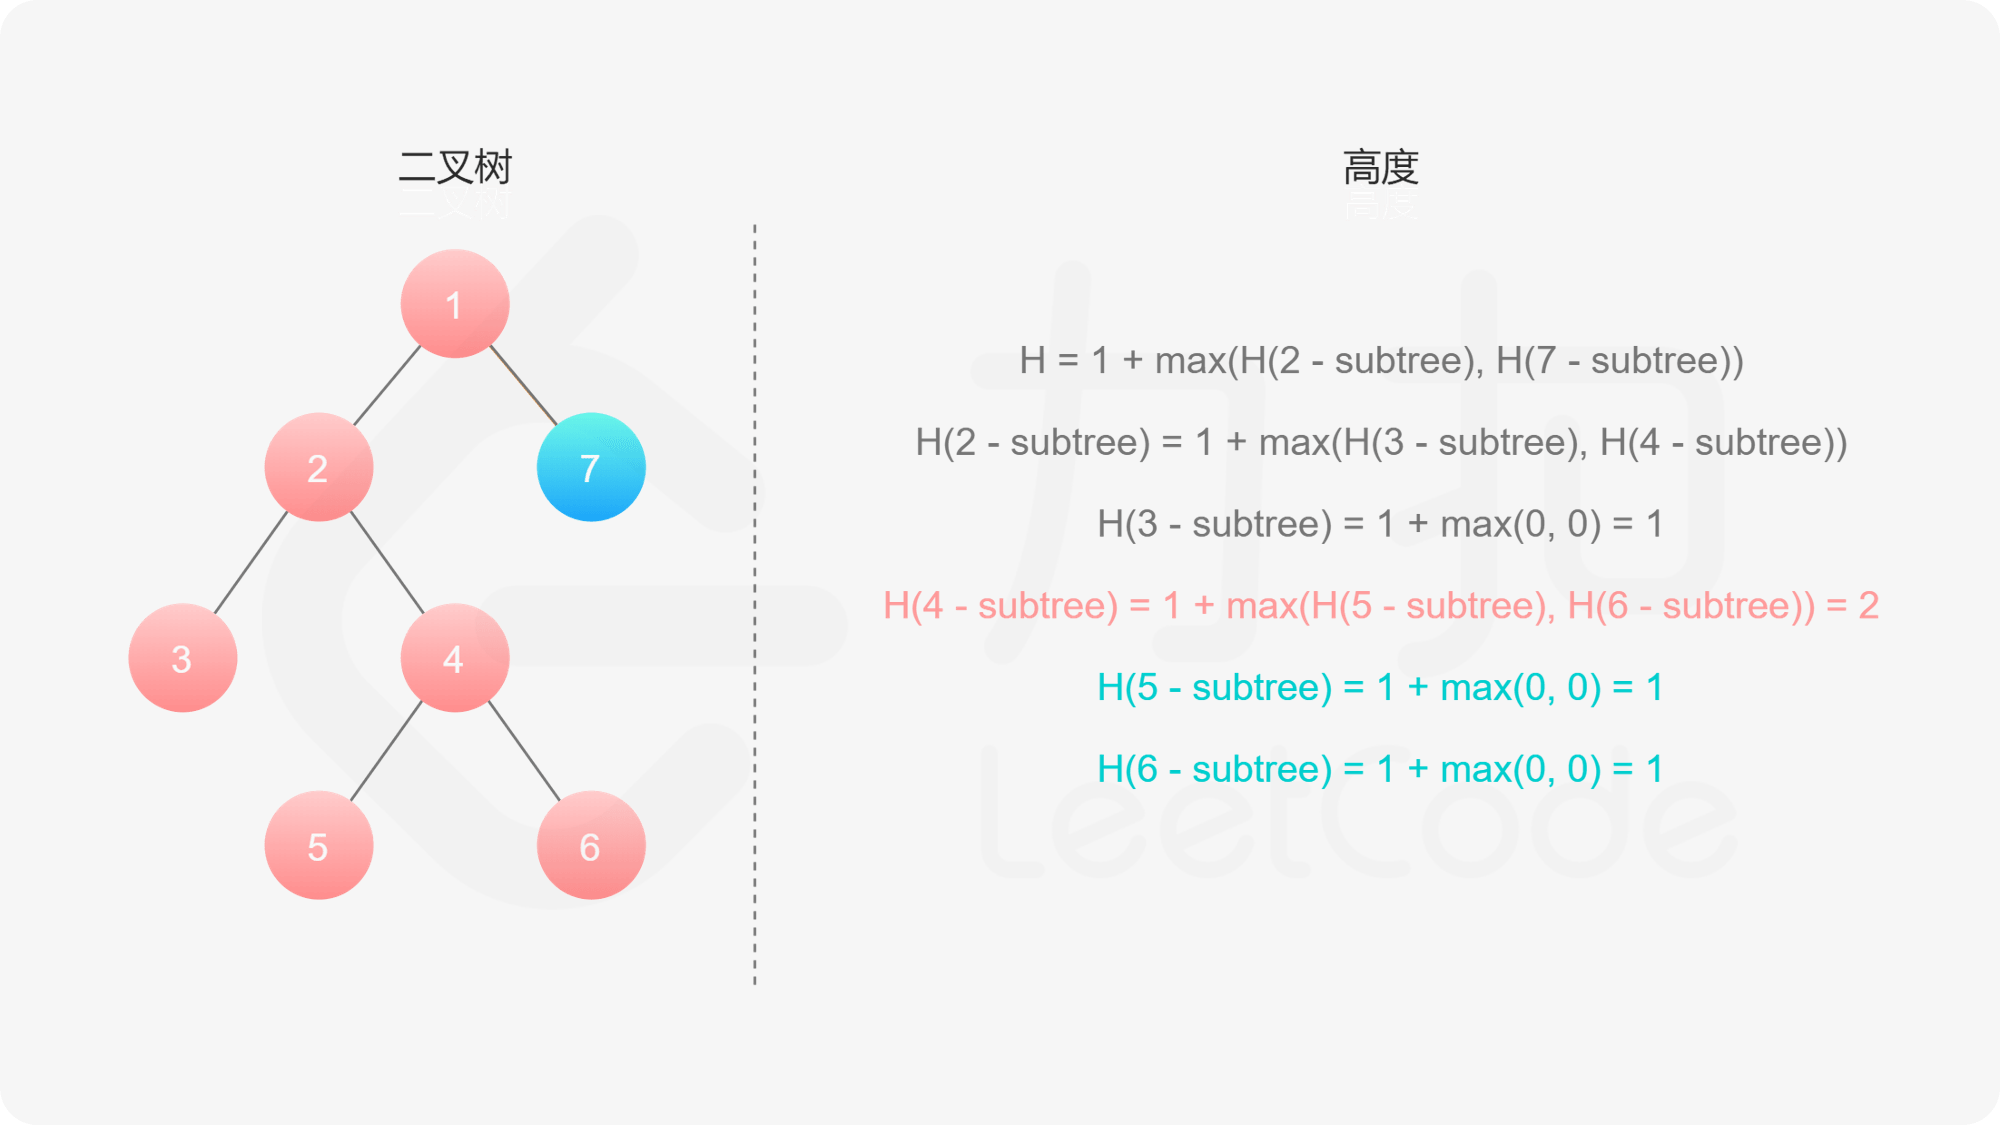 二叉树
高度
1
2
7
3
4
5
6
H = 1 + max(H(2 - subtree), H(7 - subtree))
H(2 - subtree) = 1 + max(H(3 - subtree), H(4 - subtree))
H(3 - subtree) = 1 + max(0, 0) = 1
H(4 - subtree) = 1 + max(H(5 - subtree), H(6 - subtree)) = 2
H(5 - subtree) = 1 + max(0, 0) = 1
H(6 - subtree) = 1 + max(0, 0) = 1
力扣
LeetCode